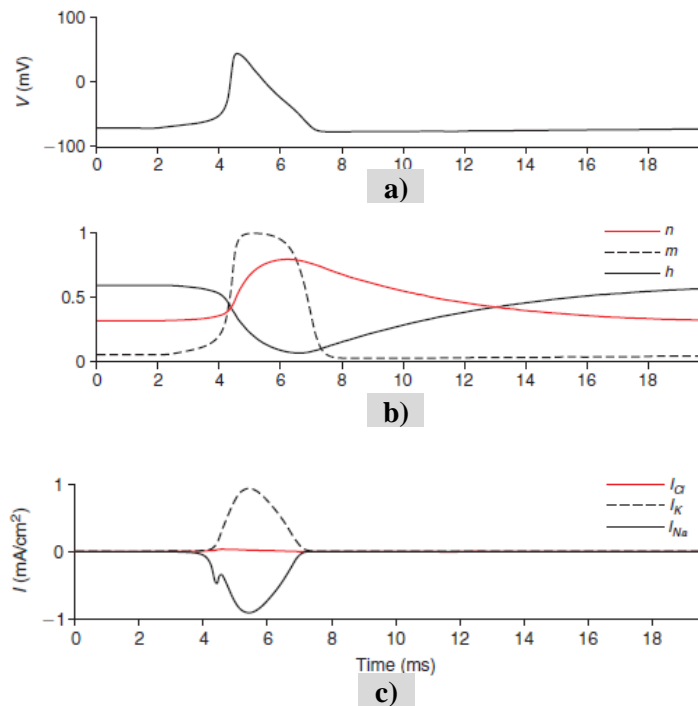 100
0
−100
V (mV)
0 2 4 6 8 10 12 14 16 18
a)
1
0.5
0
n
m
h
0 2 4 6 8 10 12 14 16 18
b)
1
0
−1
I (mA/cm²)
I_Cl
I_K
I_Na
0 2 4 6 8 10 12 14 16 18
Time (ms)
c)